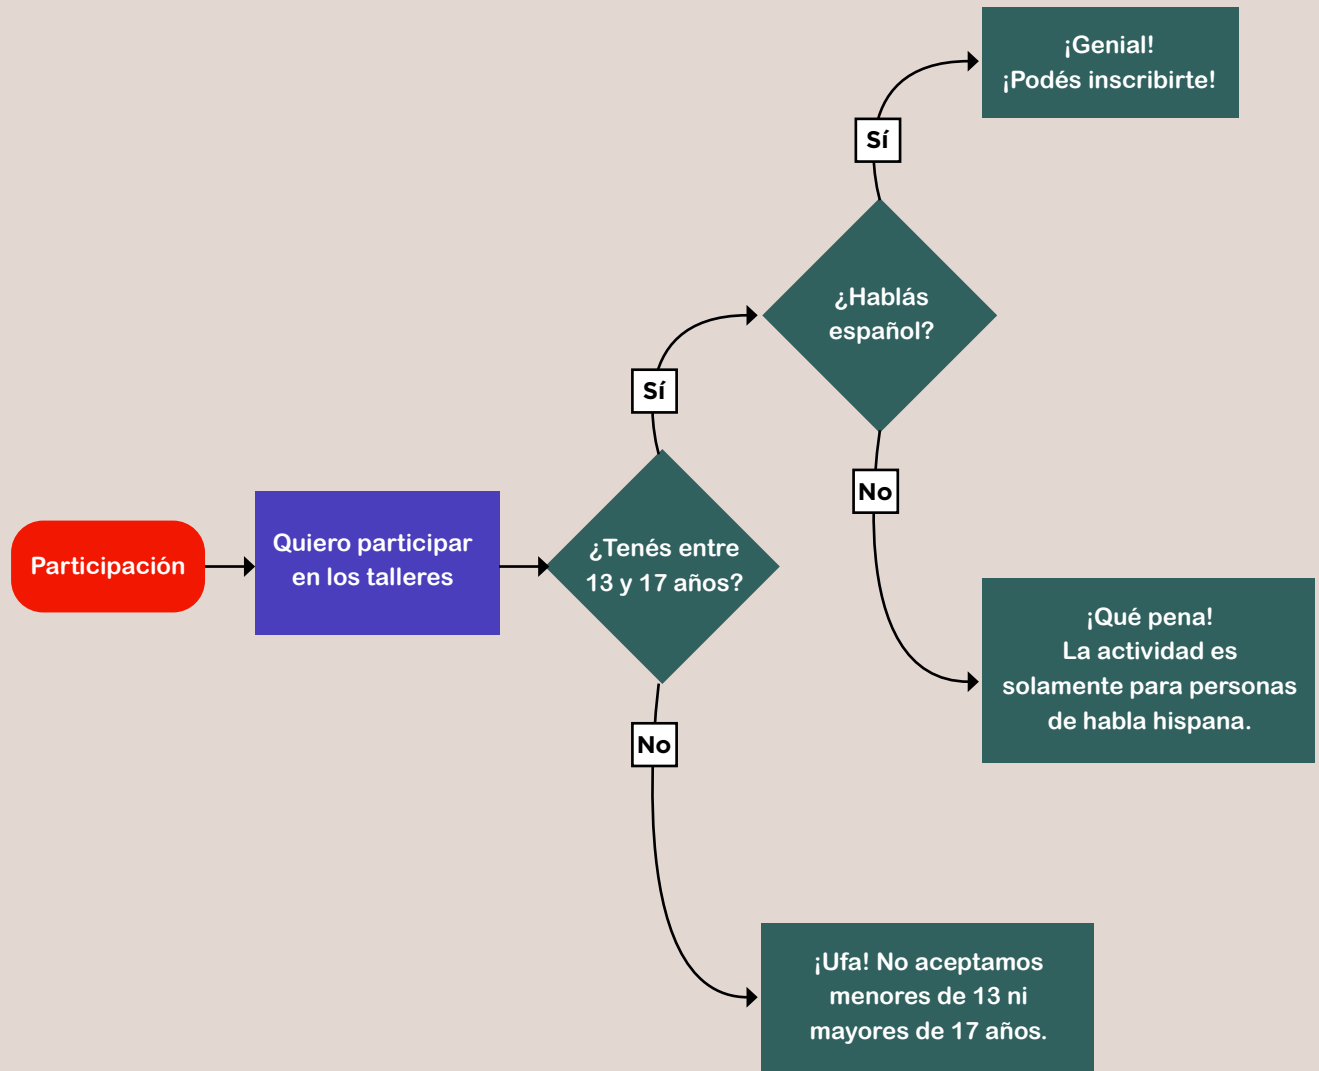 Participación
Quiero participar
en los talleres
¿Tenés entre
13 y 17 años?
Sí
¿Hablás
español?
Sí
¡Genial!
¡Podés inscribirte!
No
¡Qué pena!
La actividad es
solamente para personas
de habla hispana.
No
¡Ufa! No aceptamos
menores de 13 ni
mayores de 17 años.